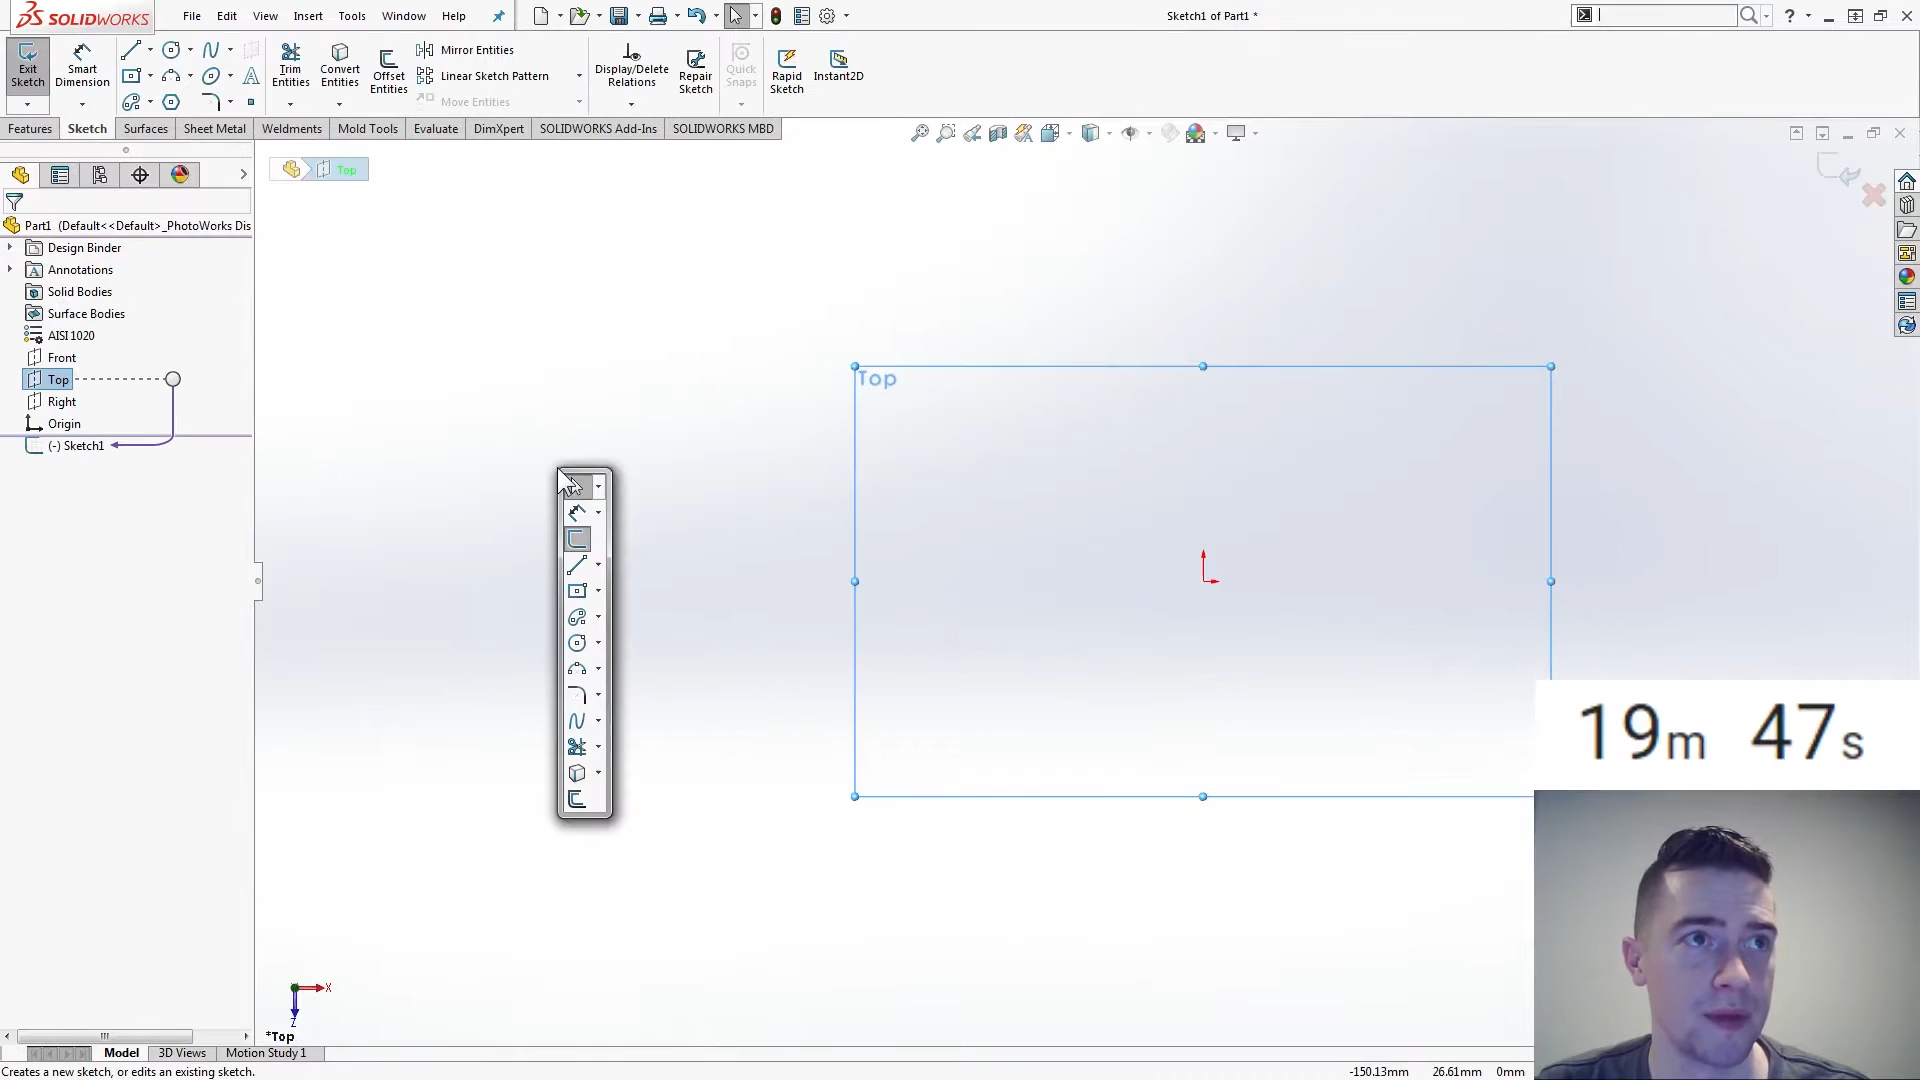 SOLIDWORKS
File Edit View Insert Tools Window Help
Sketch1 of Part1 *
Exit Sketch
Smart Dimension
Trim Entities
Convert Entities
Offset Entities
Mirror Entities
Linear Sketch Pattern
Move Entities
Display/Delete Relations
Repair Sketch
Quick Snaps
Rapid Sketch
Instant2D
Features Sketch Surfaces Sheet Metal Weldments Mold Tools Evaluate DimXpert SOLIDWORKS Add-Ins SOLIDWORKS MBD
Top
Part1 (Default<<Default>_PhotoWorks Dis
Design Binder
Annotations
Solid Bodies
Surface Bodies
AISI 1020
Front
Top
Right
Origin
(-) Sketch1
Top
19m 47s
X
Z
*Top
Model 3D Views Motion Study 1
Creates a new sketch, or edits an existing sketch.
-150.13mm 26.61mm 0mm